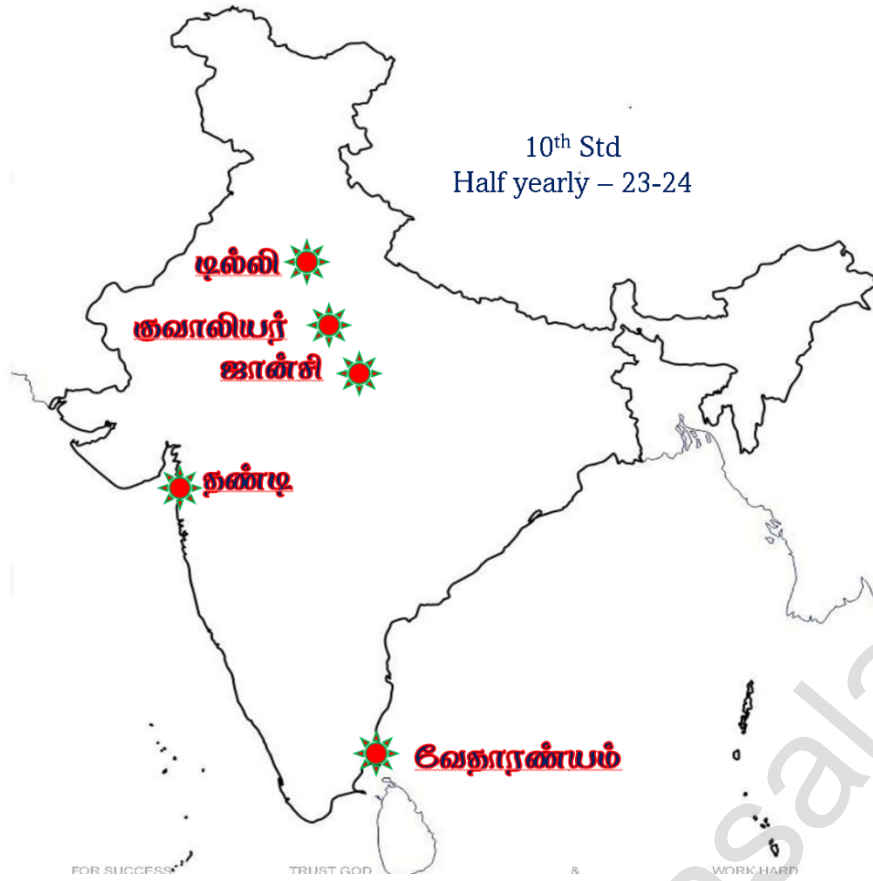 10th Std
Half yearly – 23-24
டில்லி
குவாலியர்
ஜான்சி
தண்டி
வேதாரண்யம்
FOR SUCCESS TRUST GOD & WORK HARD